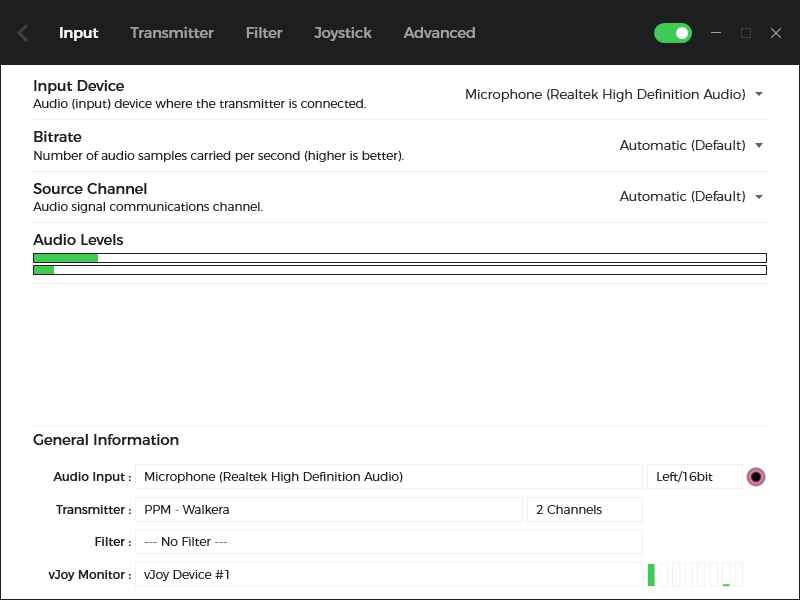 Input Transmitter Filter Joystick Advanced
Input Device
Audio (input) device where the transmitter is connected.
Microphone (Realtek High Definition Audio)
Bitrate
Number of audio samples carried per second (higher is better).
Automatic (Default)
Source Channel
Audio signal communications channel.
Automatic (Default)
Audio Levels
General Information
Audio Input : Microphone (Realtek High Definition Audio) Left/16bit
Transmitter : PPM - Walkera 2 Channels
Filter : --- No Filter ---
vJoy Monitor : vJoy Device #1